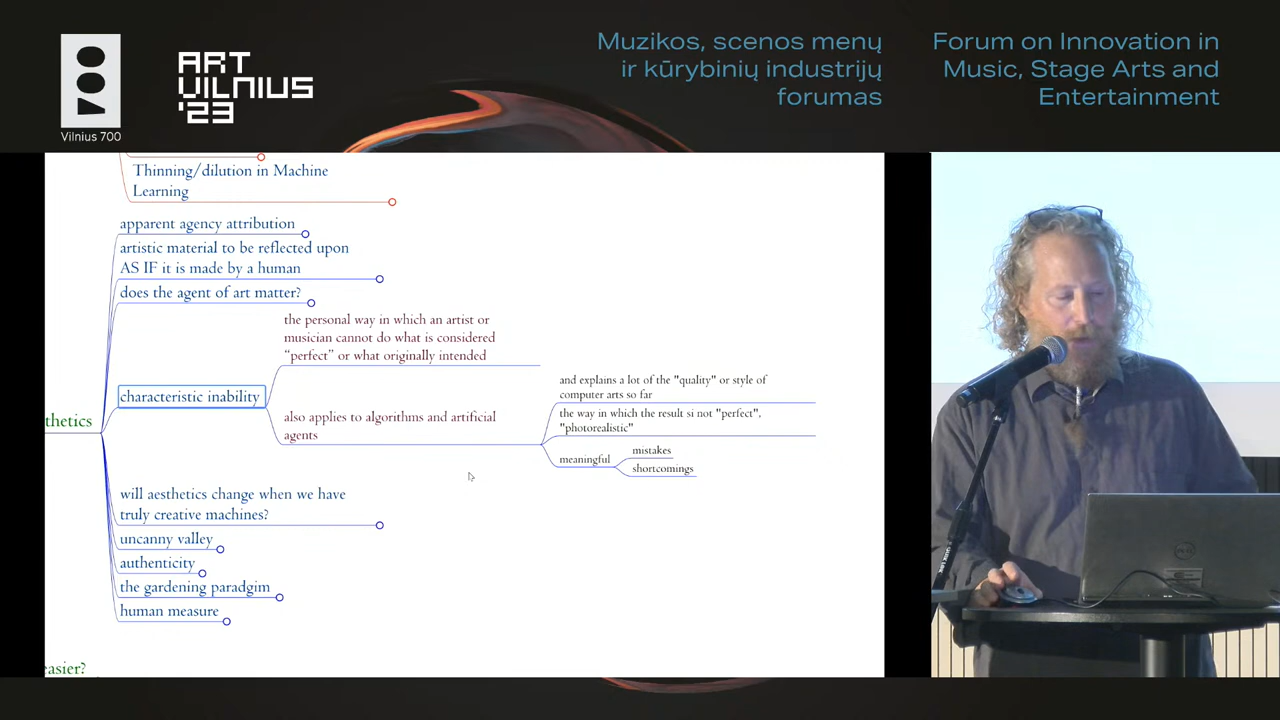 Vilnius 700
ART
VILNIUS
'23
Muzikos, scenos menų
ir kūrybinių industrijų
forumas
Forum on Innovation in
Music, Stage Arts and
Entertainment
Thinning/dilution in Machine
Learning
apparent agency attribution
artistic material to be reflected upon
AS IF it is made by a human
does the agent of art matter?
the personal way in which an artist or
musician cannot do what is considered
“perfect” or what originally intended
characteristic inability
also applies to algorithms and artificial
agents
and explains a lot of the "quality" or style of
computer arts so far
the way in which the result si not "perfect",
"photorealistic"
meaningful
mistakes
shortcomings
thetics
will aesthetics change when we have
truly creative machines?
uncanny valley
authenticity
the gardening paradgim
human measure
easier?
DELL